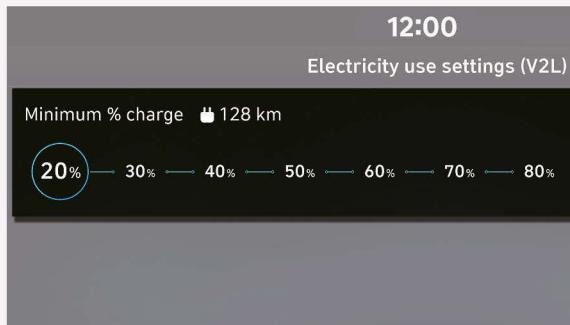 12:00
Electricity use settings (V2L)
Minimum % charge 128 km
20% 30% 40% 50% 60% 70% 80%